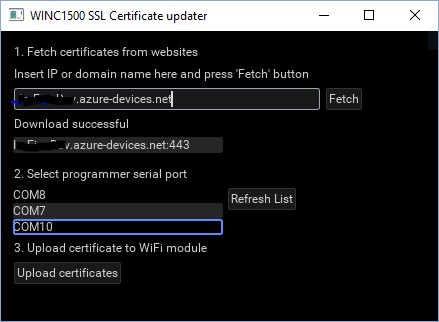 WINC1500 SSL Certificate updater
1. Fetch certificates from websites
Insert IP or domain name here and press 'Fetch' button
.azure-devices.net
Fetch
Download successful
.azure-devices.net:443
2. Select programmer serial port
COM8
Refresh List
COM7
COM10
3. Upload certificate to WiFi module
Upload certificates